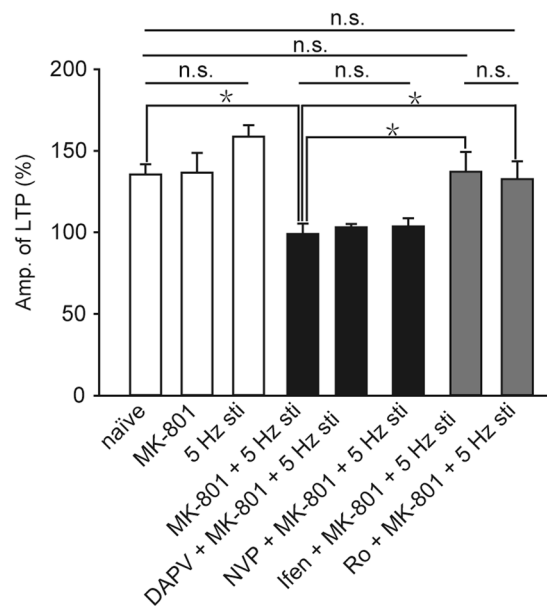 n.s.
n.s.
n.s. n.s. n.s.
* *
*
Amp. of LTP (%)
200
150
100
50
0
naïve
MK-801
5 Hz sti
MK-801 + 5 Hz sti
DAPV + MK-801 + 5 Hz sti
NVP + MK-801 + 5 Hz sti
Ifen + MK-801 + 5 Hz sti
Ro + MK-801 + 5 Hz sti